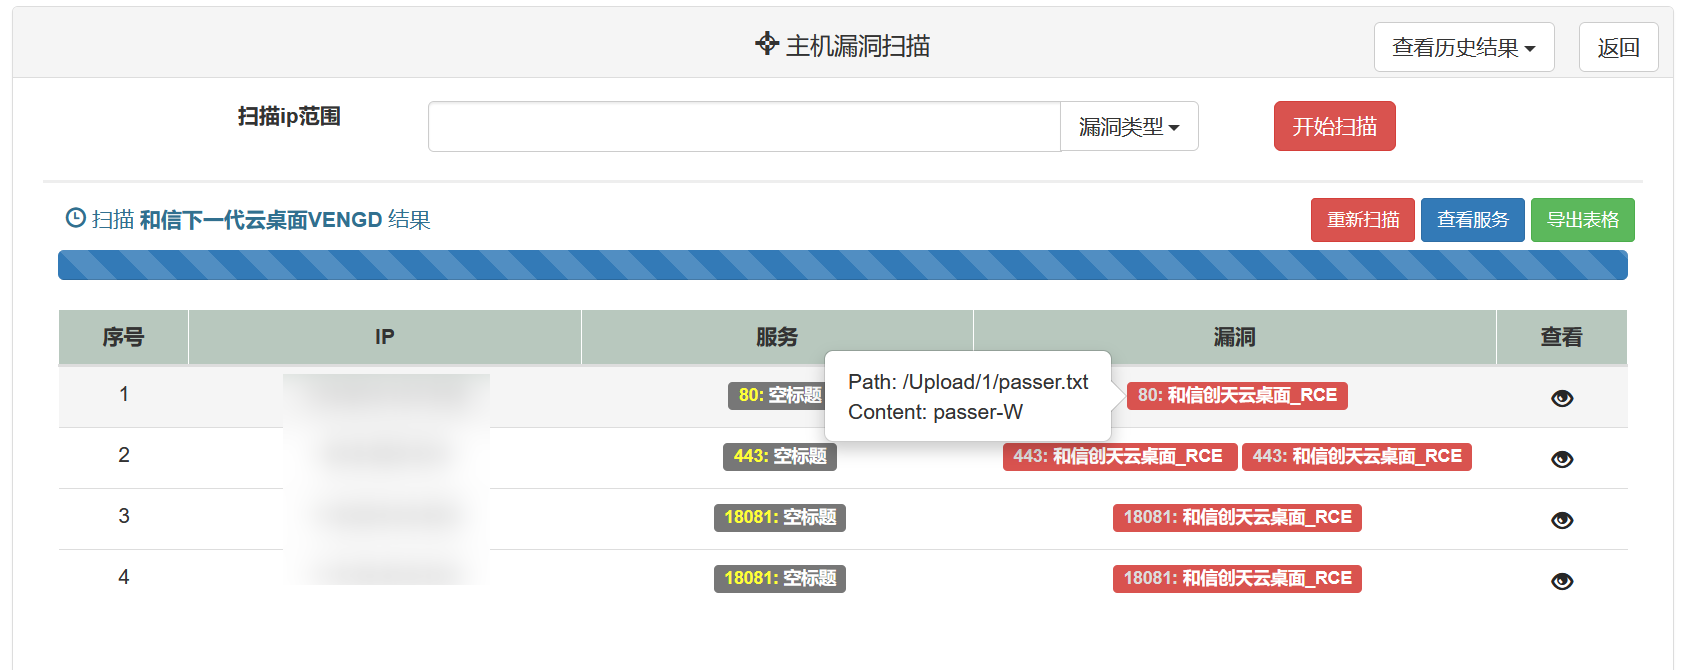 主机漏洞扫描
查看历史结果
返回
扫描ip范围
漏洞类型
开始扫描
扫描 和信下一代云桌面VENGD 结果
重新扫描
查看服务
导出表格
序号 IP 服务 漏洞 查看
1 80: 空标题 80: 和信创天云桌面_RCE
Path: /Upload/1/passer.txt
Content: passer-W
2 443: 空标题 443: 和信创天云桌面_RCE 443: 和信创天云桌面_RCE
3 18081: 空标题 18081: 和信创天云桌面_RCE
4 18081: 空标题 18081: 和信创天云桌面_RCE